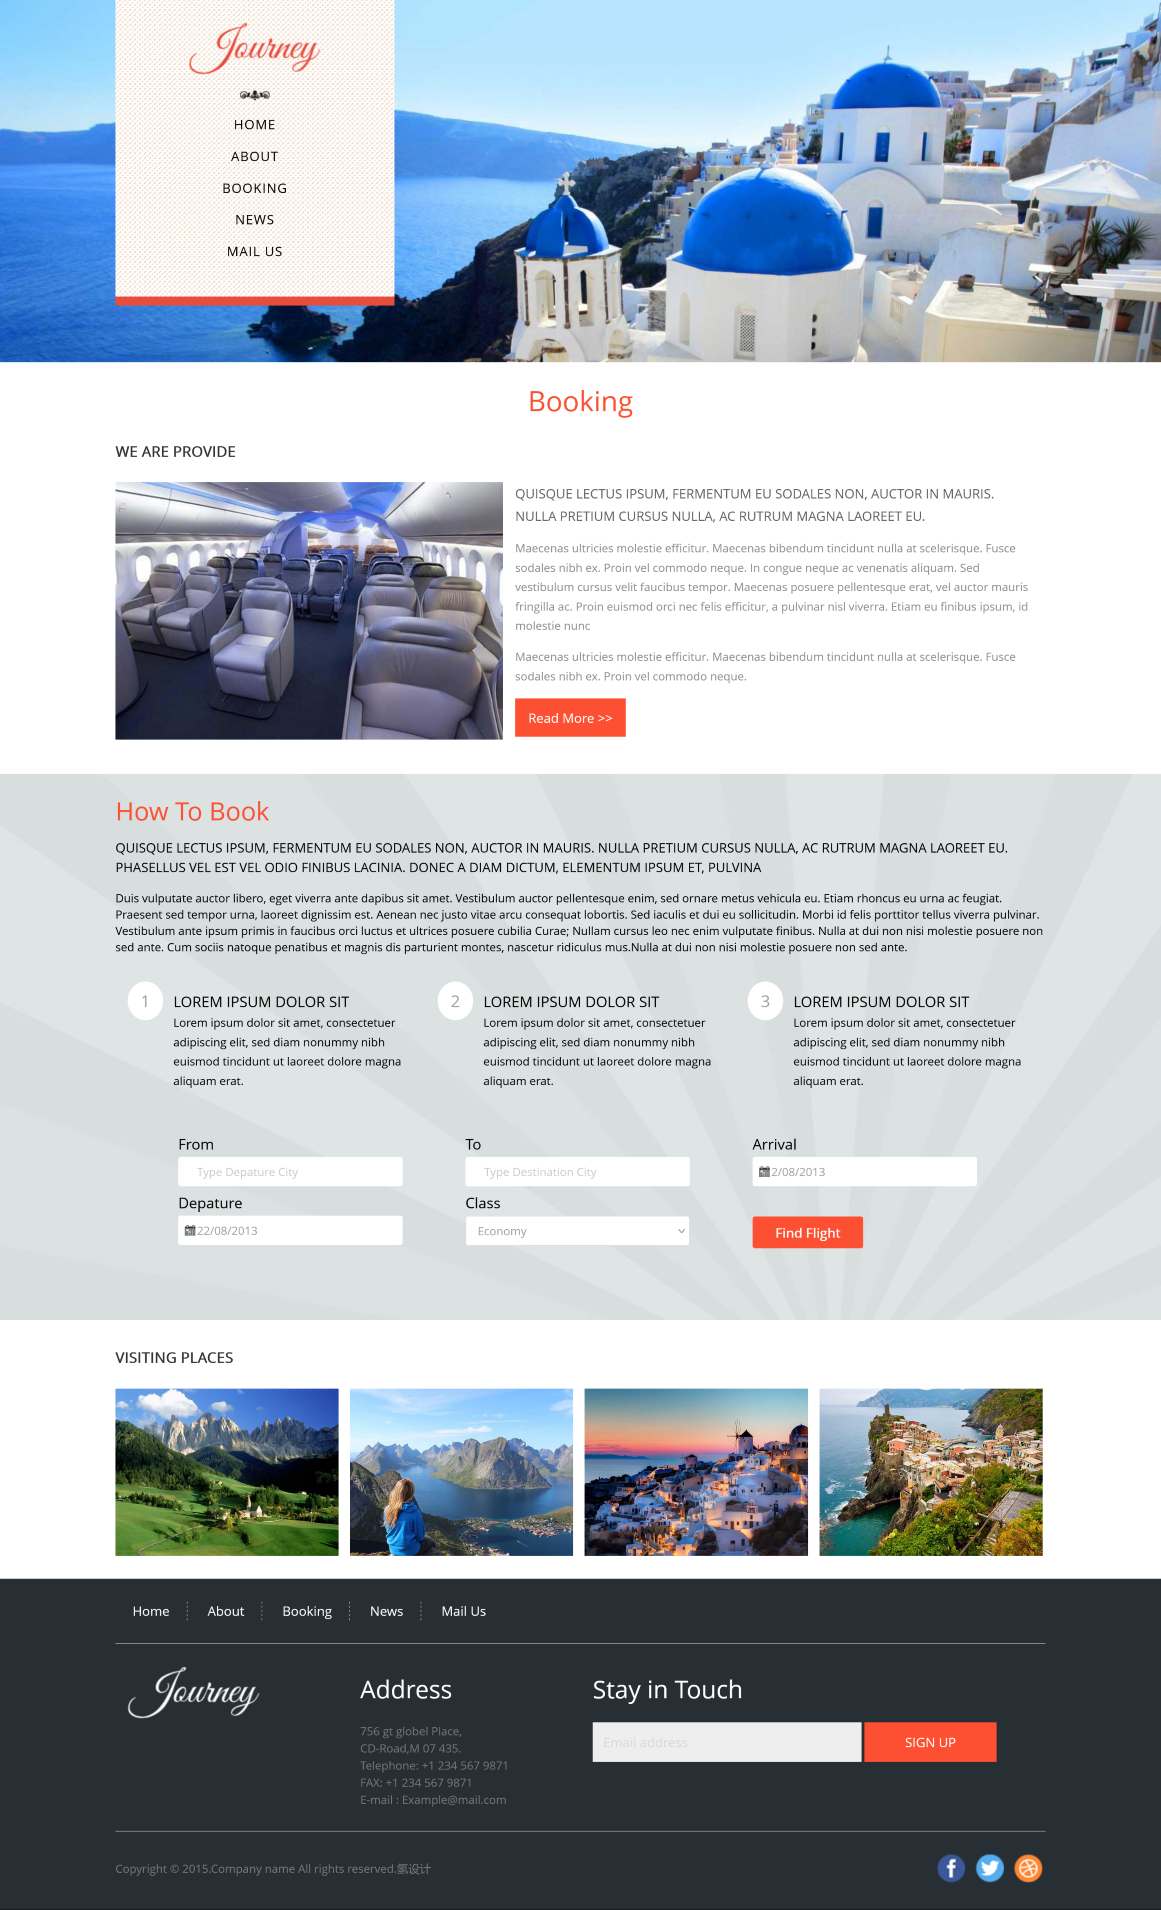 Journey
HOME
ABOUT
BOOKING
NEWS
MAIL US
Booking
WE ARE PROVIDE
QUISQUE LECTUS IPSUM, FERMENTUM EU SODALES NON, AUCTOR IN MAURIS.
NULLA PRETIUM CURSUS NULLA, AC RUTRUM MAGNA LAOREET EU.
Maecenas ultricies molestie efficitur. Maecenas bibendum tincidunt nulla at scelerisque. Fusce
sodales nibh ex. Proin vel commodo neque. In congue neque ac venenatis aliquam. Sed
vestibulum cursus velit faucibus tempor. Maecenas posuere pellentesque erat, vel auctor mauris
fringilla ac. Proin euismod orci nec felis efficitur, a pulvinar nisl viverra. Etiam eu finibus ipsum, id
molestie nunc
Maecenas ultricies molestie efficitur. Maecenas bibendum tincidunt nulla at scelerisque. Fusce
sodales nibh ex. Proin vel commodo neque.
Read More >>
How To Book
QUISQUE LECTUS IPSUM, FERMENTUM EU SODALES NON, AUCTOR IN MAURIS. NULLA PRETIUM CURSUS NULLA, AC RUTRUM MAGNA LAOREET EU.
PHASELLUS VEL EST VEL ODIO FINIBUS LACINIA. DONEC A DIAM DICTUM, ELEMENTUM IPSUM ET, PULVINA
Duis vulputate auctor libero, eget viverra ante dapibus sit amet. Vestibulum auctor pellentesque enim, sed ornare metus vehicula eu. Etiam rhoncus eu urna ac feugiat.
Praesent sed tempor urna, laoreet dignissim est. Aenean nec justo vitae arcu consequat lobortis. Sed iaculis et dui eu sollicitudin. Morbi id felis porttitor tellus viverra pulvinar.
Vestibulum ante ipsum primis in faucibus orci luctus et ultrices posuere cubilia Curae; Nullam cursus leo nec enim vulputate finibus. Nulla at dui non nisi molestie posuere non
sed ante. Cum sociis natoque penatibus et magnis dis parturient montes, nascetur ridiculus mus.Nulla at dui non nisi molestie posuere non sed ante.
1
LOREM IPSUM DOLOR SIT
Lorem ipsum dolor sit amet, consectetuer
adipiscing elit, sed diam nonummy nibh
euismod tincidunt ut laoreet dolore magna
aliquam erat.
2
LOREM IPSUM DOLOR SIT
Lorem ipsum dolor sit amet, consectetuer
adipiscing elit, sed diam nonummy nibh
euismod tincidunt ut laoreet dolore magna
aliquam erat.
3
LOREM IPSUM DOLOR SIT
Lorem ipsum dolor sit amet, consectetuer
adipiscing elit, sed diam nonummy nibh
euismod tincidunt ut laoreet dolore magna
aliquam erat.
From
Type Depature City
To
Type Destination City
Arrival
2/08/2013
Depature
22/08/2013
Class
Economy
Find Flight
VISITING PLACES
Home About Booking News Mail Us
Journey
Address
756 gt globel Place,
CD-Road,M 07 435.
Telephone: +1 234 567 9871
FAX: +1 234 567 9871
E-mail : Example@mail.com
Stay in Touch
Email address
SIGN UP
Copyright © 2015.Company name All rights reserved.氢设计